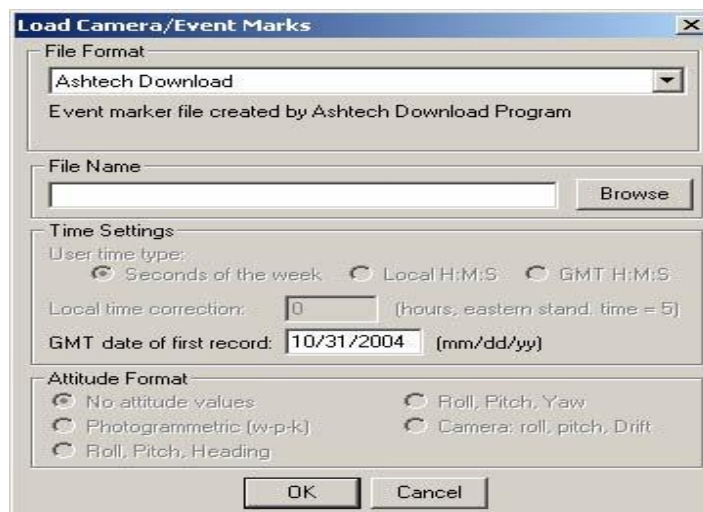 Load Camera/Event Marks
File Format
Ashtech Download
Event marker file created by Ashtech Download Program
File Name
Browse
Time Settings
User time type:
Seconds of the week Local H:M:S GMT H:M:S
Local time correction: 0 (hours, eastern stand. time = 5)
GMT date of first record: 10/31/2004 (mm/dd/yy)
Attitude Format
No attitude values Roll, Pitch, Yaw
Photogrammetric (w-p-k) Camera: roll, pitch, Drift
Roll, Pitch, Heading
OK Cancel